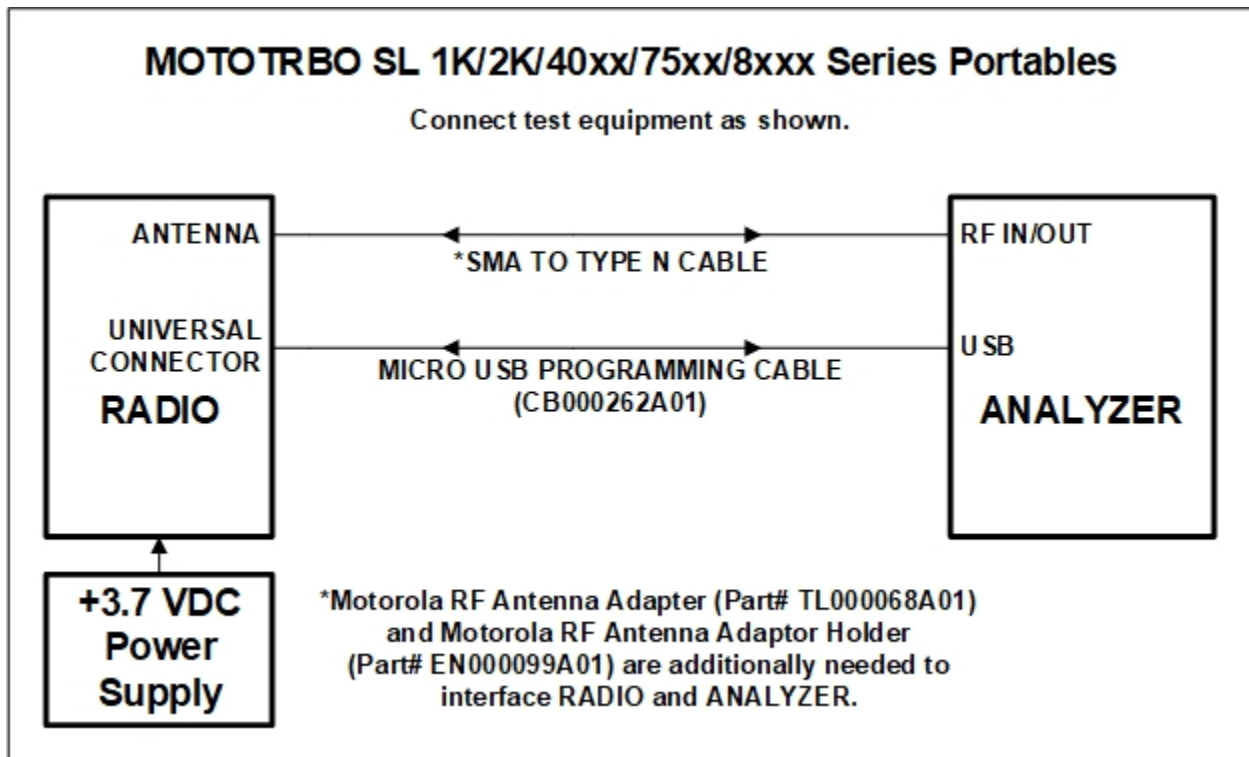 MOTOTRBO SL 1K/2K/40xx/75xx/8xxx Series Portables
Connect test equipment as shown.
ANTENNA
RF IN/OUT
*SMA TO TYPE N CABLE
UNIVERSAL
CONNECTOR
USB
MICRO USB PROGRAMMING CABLE
(CB000262A01)
RADIO
ANALYZER
+3.7 VDC
Power
Supply
*Motorola RF Antenna Adapter (Part# TL000068A01)
and Motorola RF Antenna Adaptor Holder
(Part# EN000099A01) are additionally needed to
interface RADIO and ANALYZER.